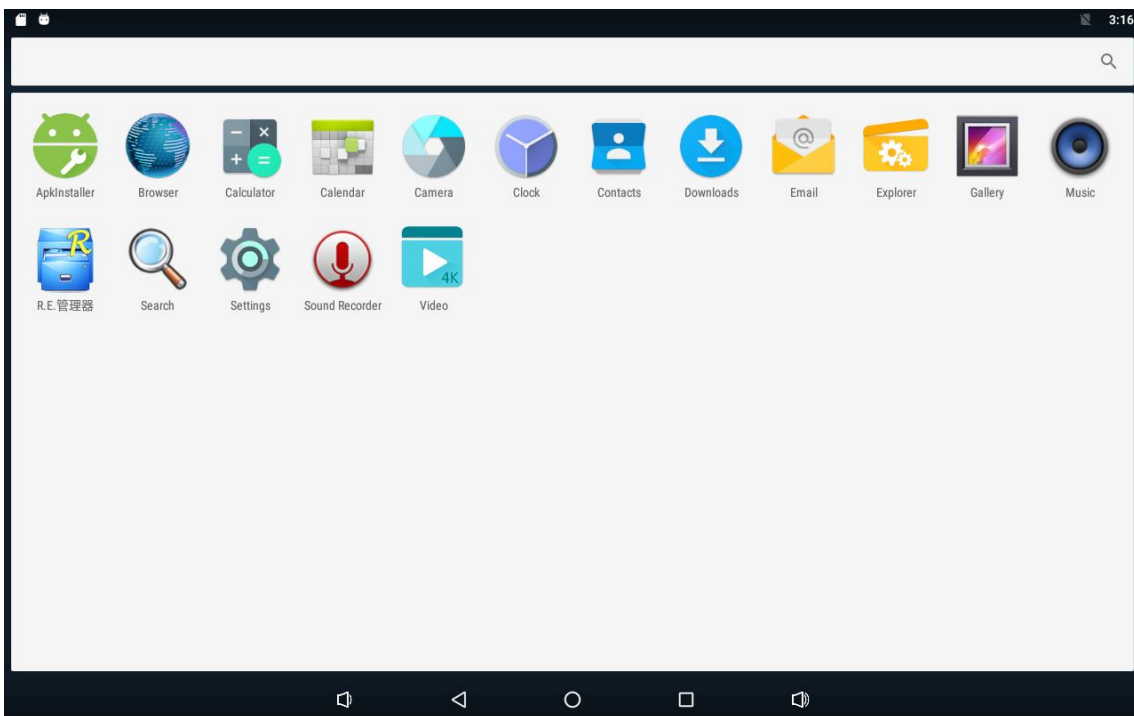 3:16
ApkInstaller
Browser
Calculator
Calendar
Camera
Clock
Contacts
Downloads
Email
Explorer
Gallery
Music
R.E.管理器
Search
Settings
Sound Recorder
4K
Video